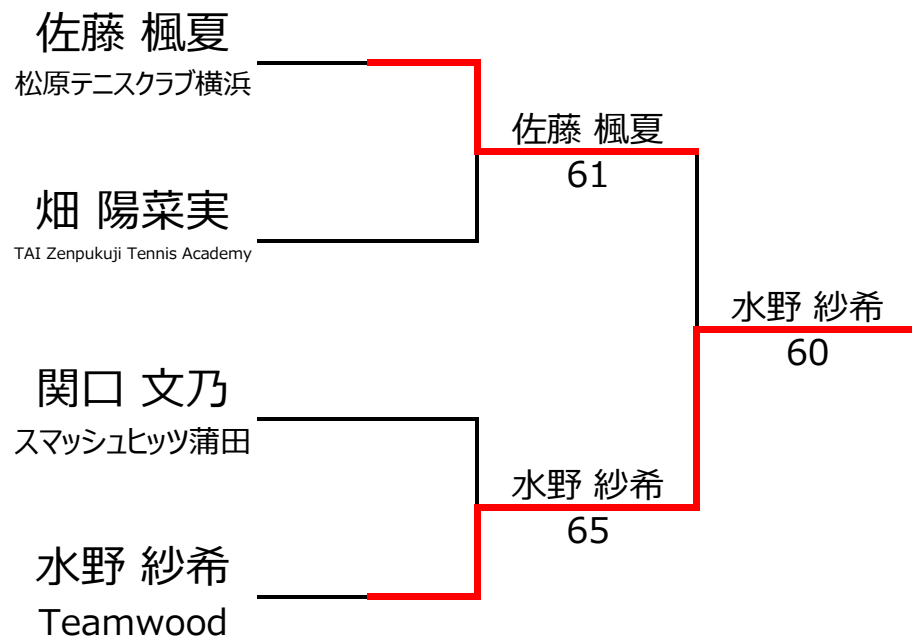 佐藤 楓夏
松原テニスクラブ横浜
佐藤 楓夏
61
畑 陽菜実
TAI Zenpukuji Tennis Academy
水野 紗希
60
関口 文乃
スマッシュヒッツ蒲田
水野 紗希
65
水野 紗希
Teamwood